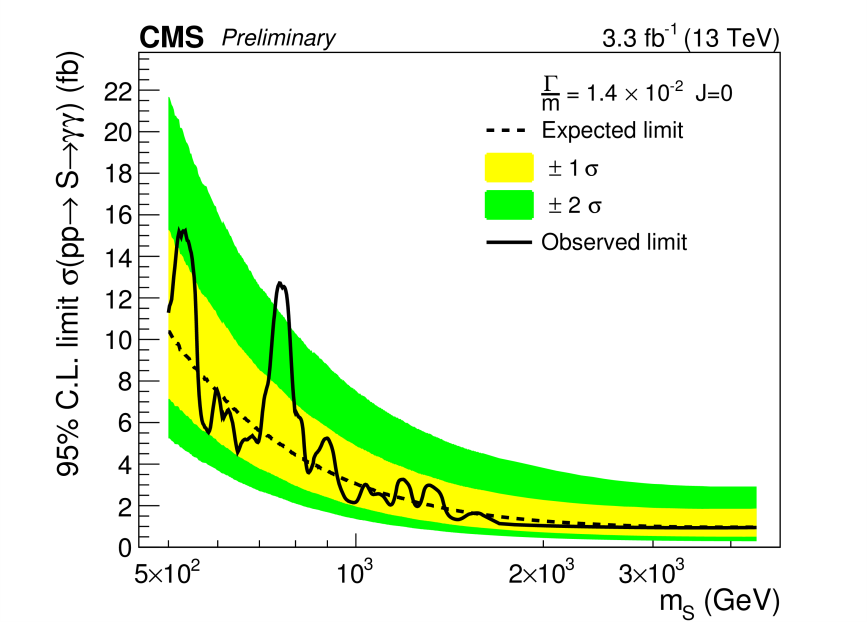 CMS Preliminary 3.3 fb⁻¹ (13 TeV)
95% C.L. limit σ(pp→ S→γγ) (fb)
Γ/m = 1.4 × 10⁻² J=0
Expected limit
± 1 σ
± 2 σ
Observed limit
22
20
18
16
14
12
10
8
6
4
2
0
5×10² 10³ 2×10³ 3×10³
m_S (GeV)